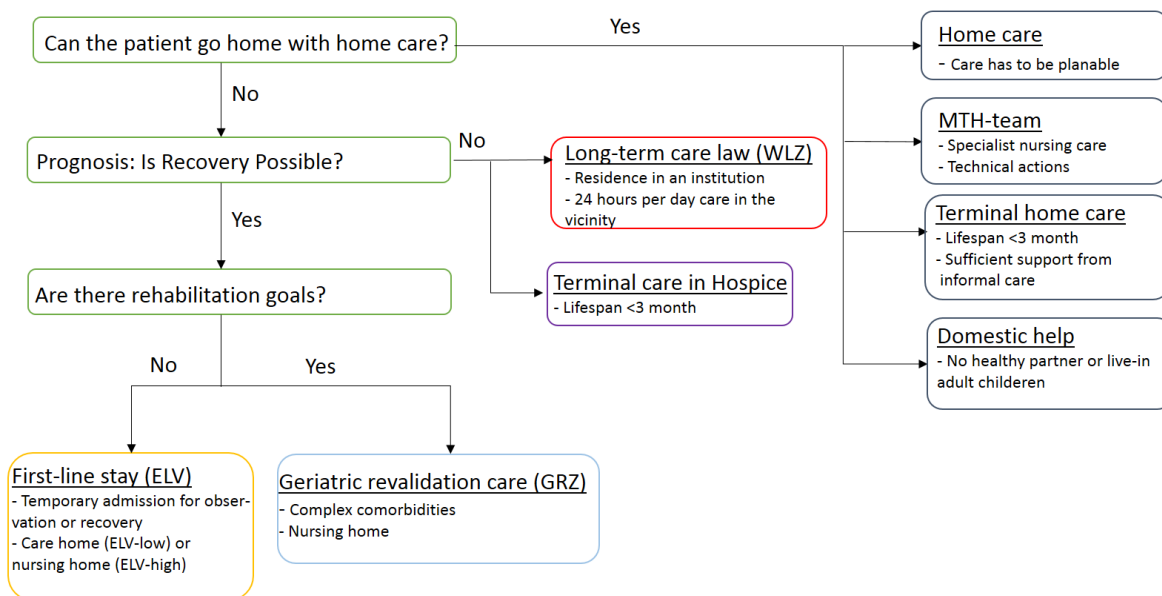 Can the patient go home with home care?
Yes
Home care
- Care has to be planable
No
MTH-team
- Specialist nursing care
- Technical actions
Prognosis: Is Recovery Possible?
No
Long-term care law (WLZ)
- Residence in an institution
- 24 hours per day care in the
vicinity
Yes
Terminal home care
- Lifespan <3 month
- Sufficient support from
informal care
Are there rehabilitation goals?
Terminal care in Hospice
- Lifespan <3 month
Domestic help
- No healthy partner or live-in
adult childeren
No
Yes
First-line stay (ELV)
- Temporary admission for obser-
vation or recovery
- Care home (ELV-low) or
nursing home (ELV-high)
Geriatric revalidation care (GRZ)
- Complex comorbidities
- Nursing home